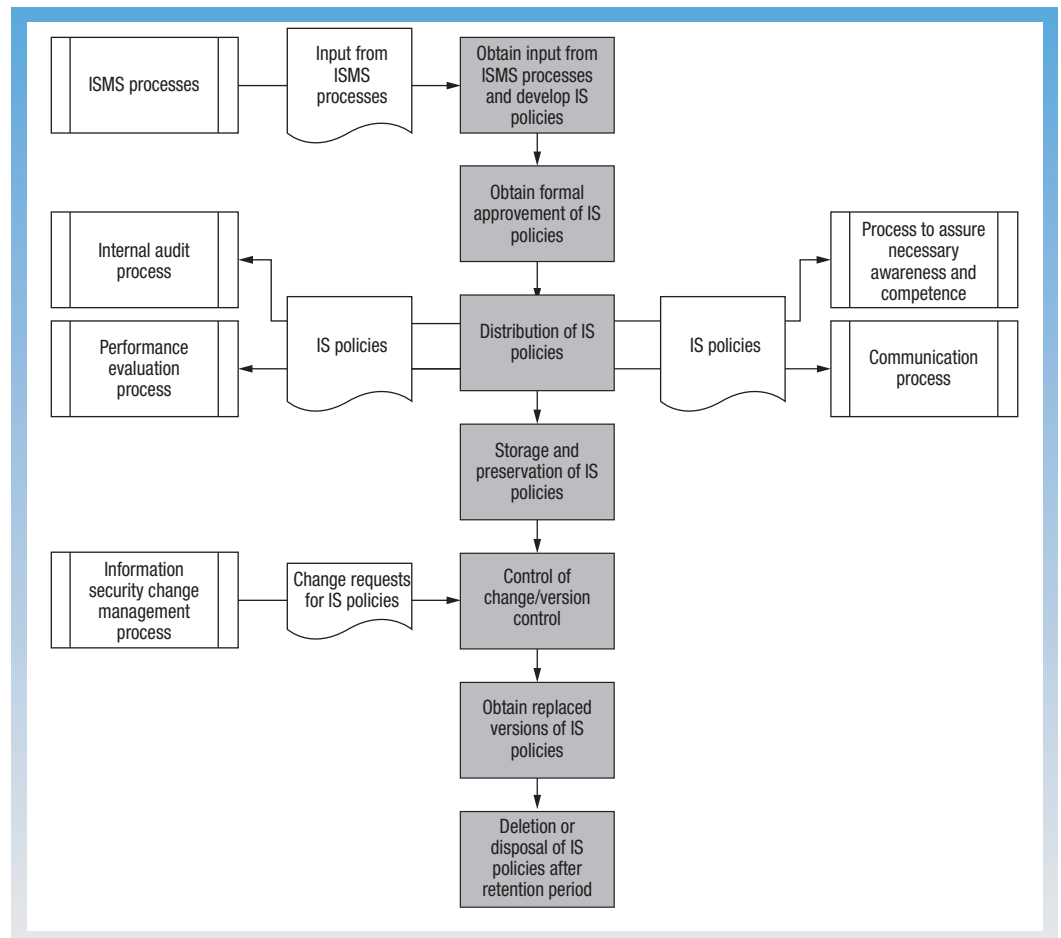 ISMS processes
Input from
ISMS
processes
Obtain input from
ISMS processes
and develop IS
policies
Obtain formal
approvement of IS
policies
Internal audit
process
Process to assure
necessary
awareness and
competence
Performance
evaluation
process
IS policies
Distribution of IS
policies
IS policies
Communication
process
Storage and
preservation of IS
policies
Information
security change
management
process
Change requests
for IS policies
Control of
change/version
control
Obtain replaced
versions of IS
policies
Deletion or
disposal of IS
policies after
retention period